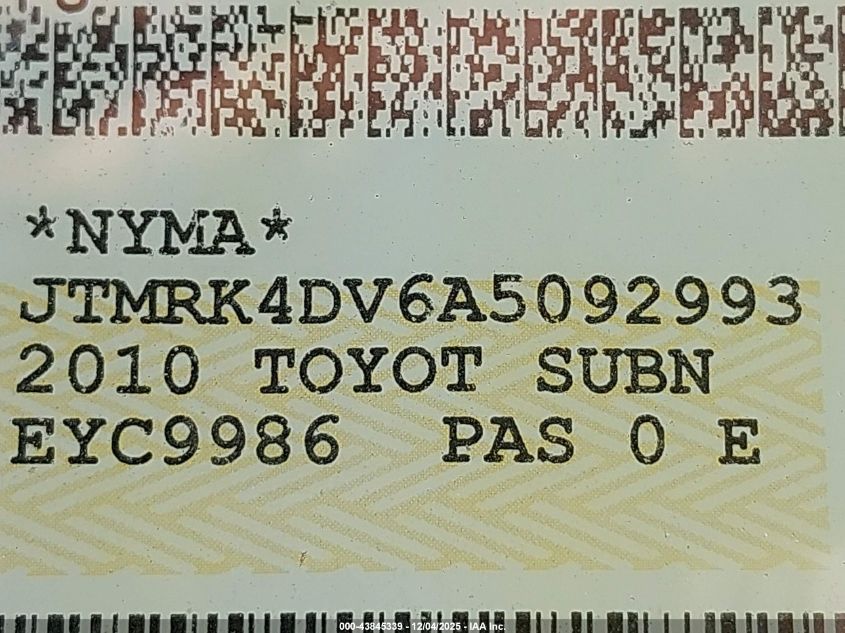 *NYMA*
JTMRK4DV6A5092993
2010 TOYOT SUBN
EYC9986 PAS 0 E
000-43845339 - 12/04/2025 - IAA Inc.